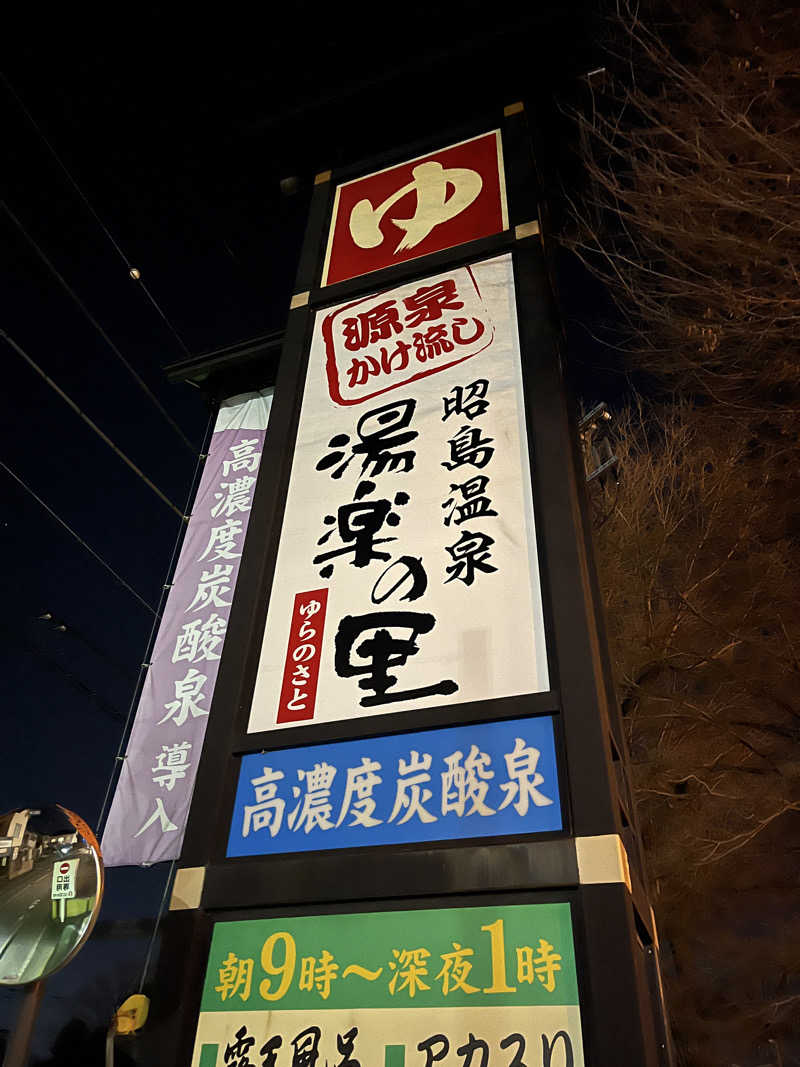 ゆ
源泉
かけ流し
昭島温泉
湯楽の里
ゆらのさと
高濃度炭酸泉
高濃度炭酸泉 導入
朝9時～深夜1時
露天風呂
アカスリ